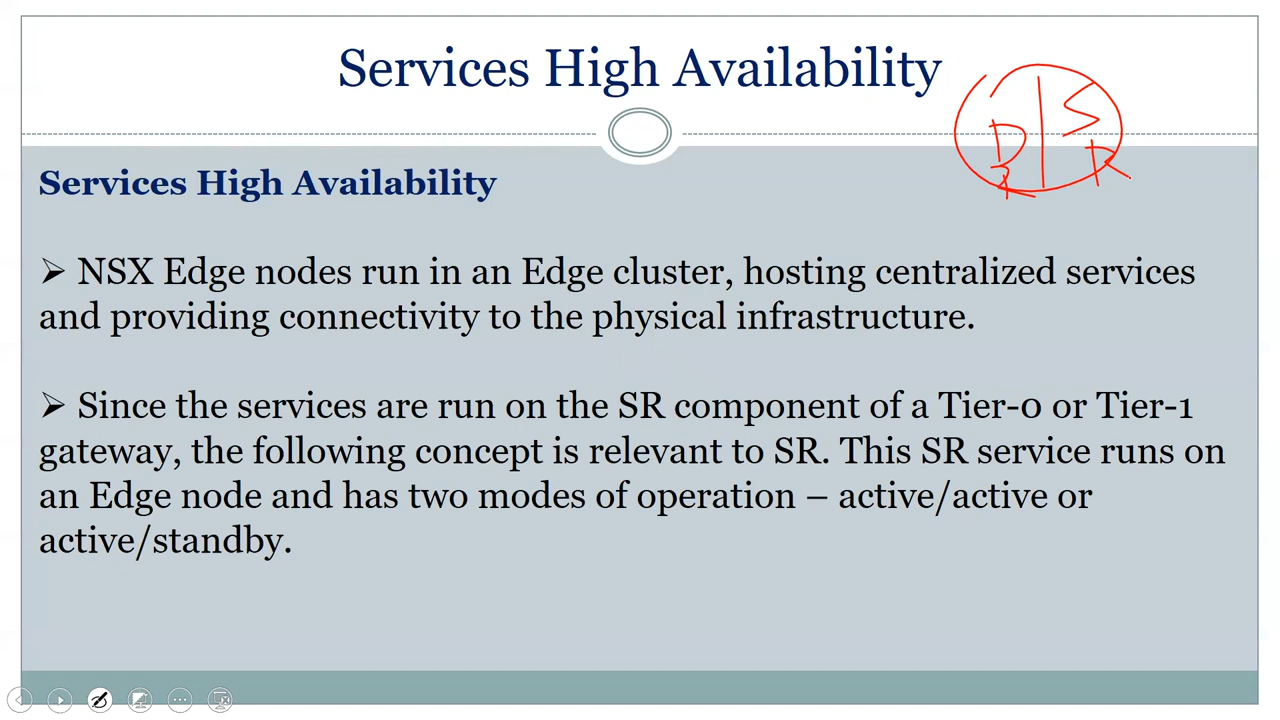 Services High Availability
D R | S R
Services High Availability
➢ NSX Edge nodes run in an Edge cluster, hosting centralized services
and providing connectivity to the physical infrastructure.
➢ Since the services are run on the SR component of a Tier-0 or Tier-1
gateway, the following concept is relevant to SR. This SR service runs on
an Edge node and has two modes of operation – active/active or
active/standby.